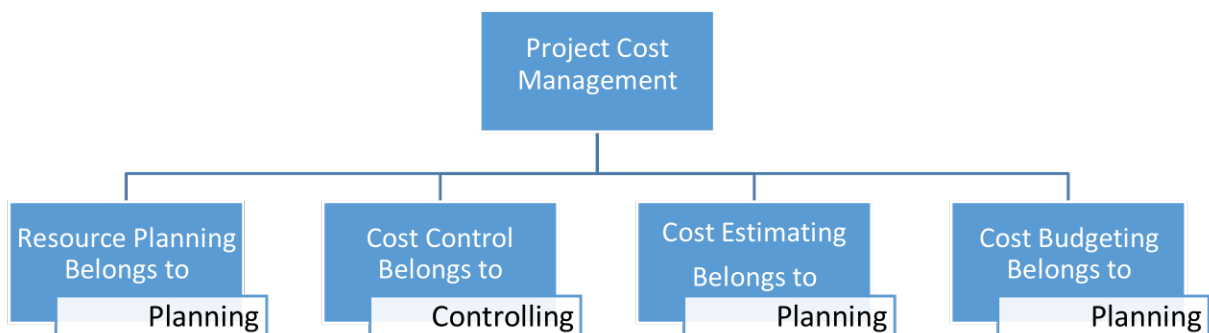 Project Cost
Management
Resource Planning
Belongs to
Planning
Cost Control
Belongs to
Controlling
Cost Estimating
Belongs to
Planning
Cost Budgeting
Belongs to
Planning